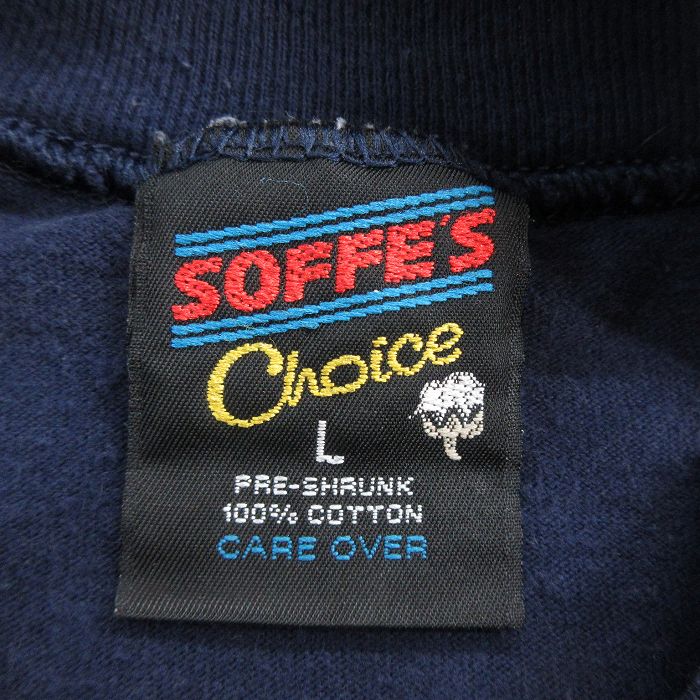 SOFFE'S
Choice
L
PRE-SHRUNK
100% COTTON
CARE OVER